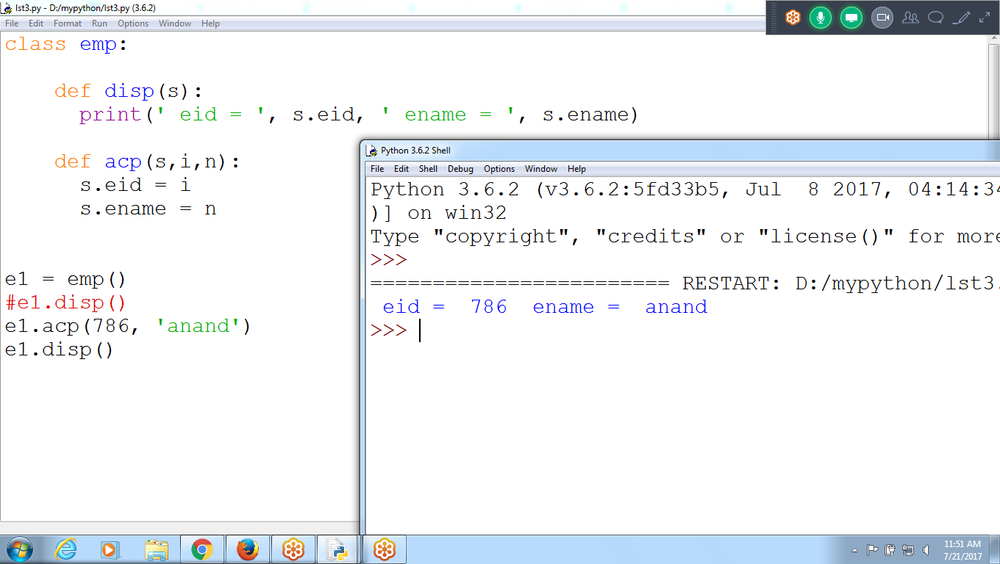 lst3.py - D:/mypython/lst3.py (3.6.2)
File Edit Format Run Options Window Help
class emp:
    def disp(s):
      print(' eid = ', s.eid, ' ename = ', s.ename)
    def acp(s,i,n):
      s.eid = i
      s.ename = n
e1 = emp()
#e1.disp()
e1.acp(786, 'anand')
e1.disp()
Python 3.6.2 Shell
File Edit Shell Debug Options Window Help
Python 3.6.2 (v3.6.2:5fd33b5, Jul  8 2017, 04:14:34
)] on win32
Type "copyright", "credits" or "license()" for more
>>>
======================== RESTART: D:/mypython/lst3.
 eid =  786  ename =  anand
>>>
11:51 AM
7/21/2017